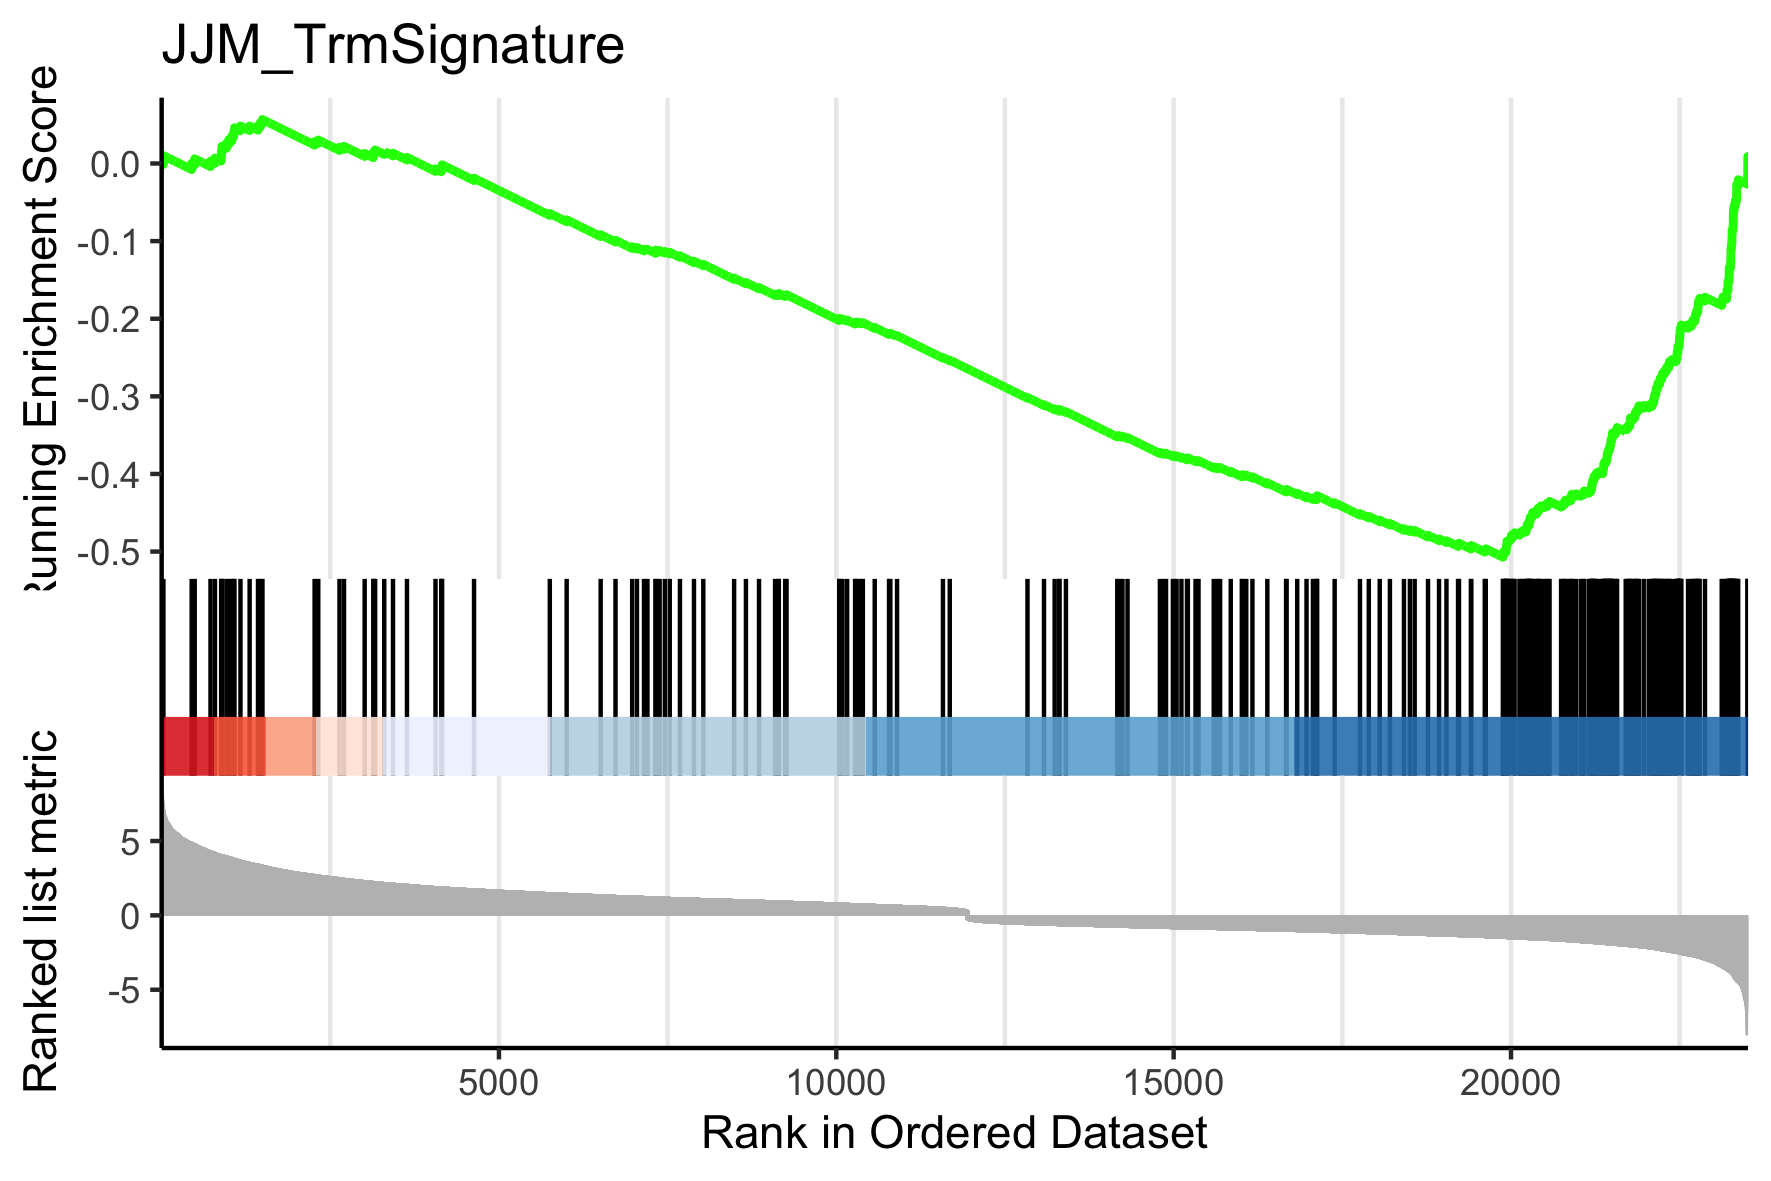 JJM_TrmSignature
Running Enrichment Score
0.0
-0.1
-0.2
-0.3
-0.4
-0.5
Ranked list metric
5
0
-5
5000 10000 15000 20000
Rank in Ordered Dataset